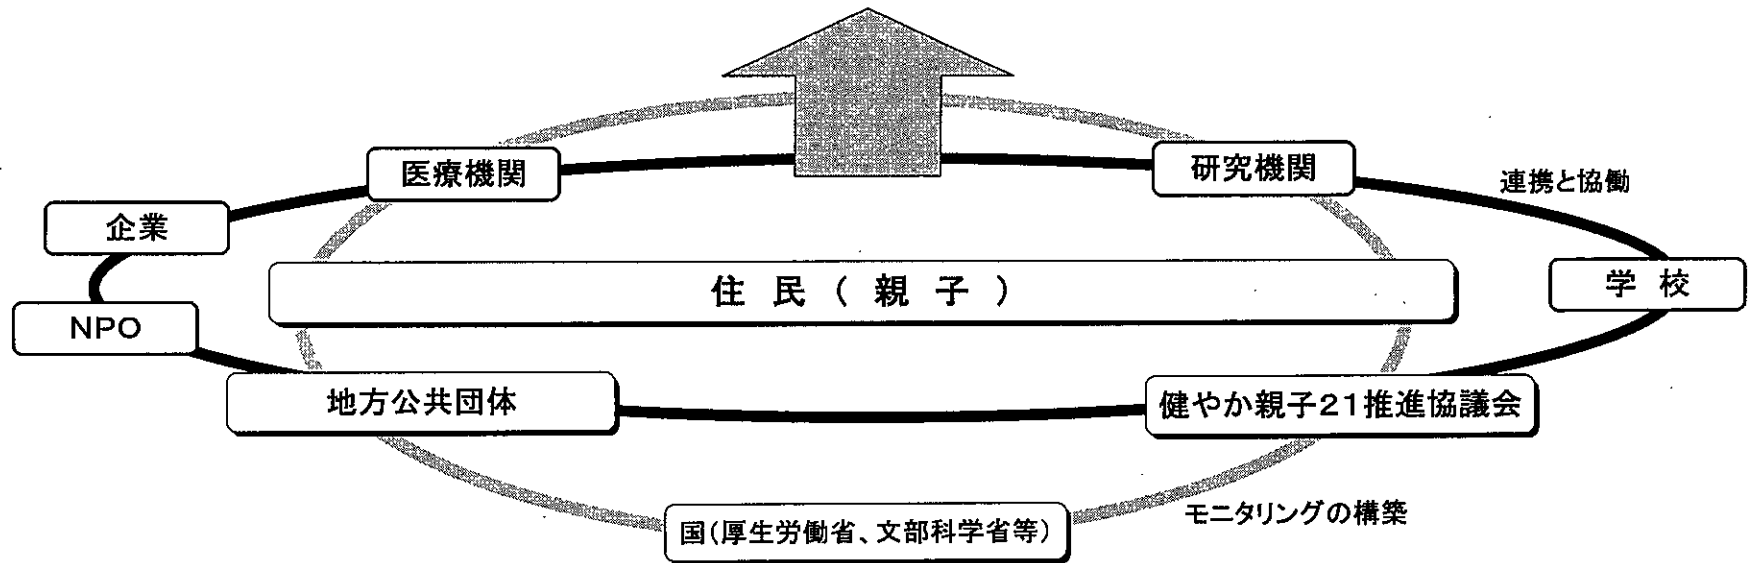 医療機関
研究機関
連携と協働
企業
住民(親子)
学校
NPO
地方公共団体
健やか親子21推進協議会
国(厚生労働省、文部科学省等)
モニタリングの構築